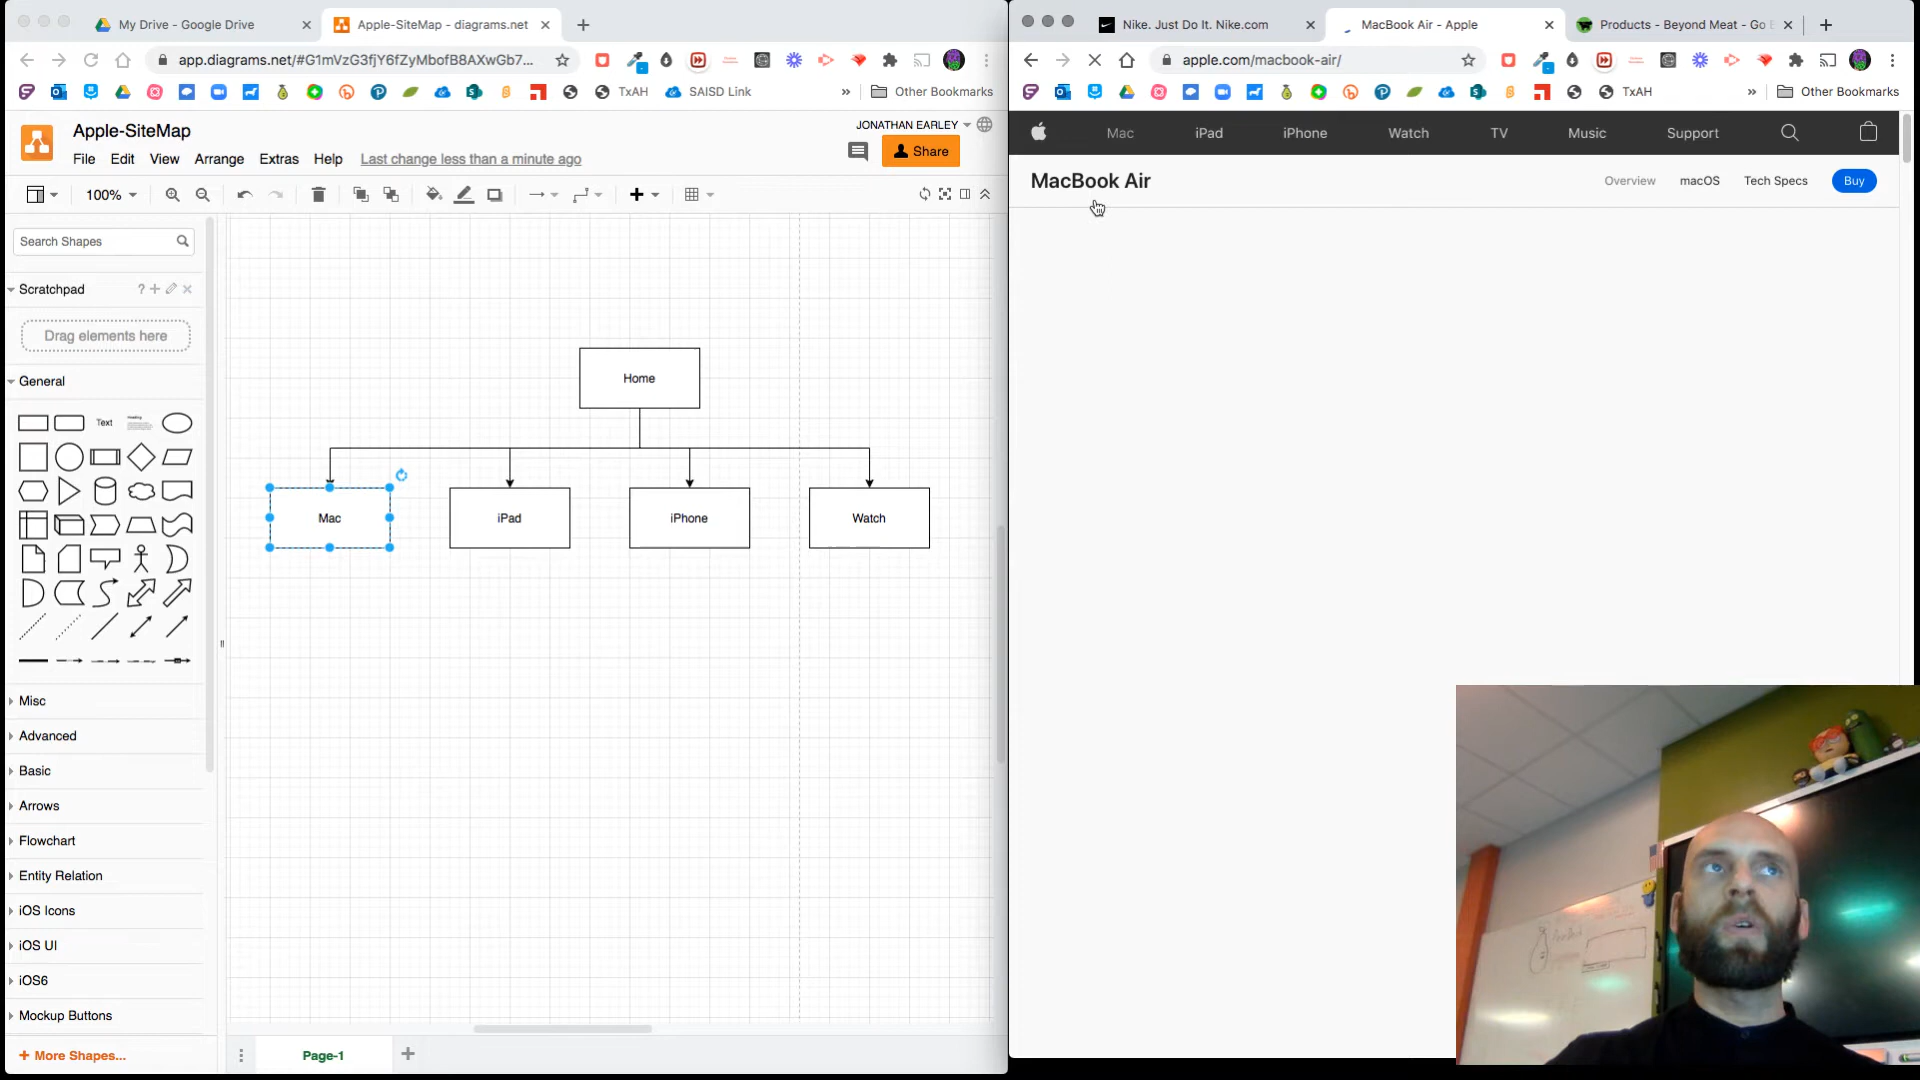 My Drive - Google Drive
Apple-SiteMap - diagrams.net
app.diagrams.net/#G1mVzG3fjY6fZyMbofB8AXwGb7...
TxAH
SAISD Link
»
Other Bookmarks
Apple-SiteMap
JONATHAN EARLEY
File Edit View Arrange Extras Help Last change less than a minute ago
Share
100%
Search Shapes
Scratchpad
?
Drag elements here
General
Text
Heading
Misc
Advanced
Basic
Arrows
Flowchart
Entity Relation
iOS Icons
iOS UI
iOS6
Mockup Buttons
+ More Shapes...
Home
Mac
iPad
iPhone
Watch
Page-1
Nike. Just Do It. Nike.com
MacBook Air - Apple
Products - Beyond Meat - Go B
apple.com/macbook-air/
TxAH
»
Other Bookmarks
Mac iPad iPhone Watch TV Music Support
MacBook Air
Overview macOS Tech Specs Buy